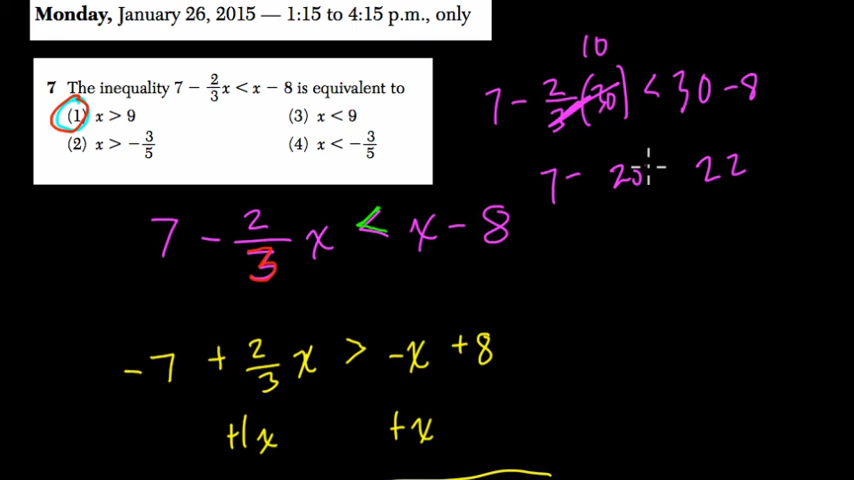 Monday, January 26, 2015 — 1:15 to 4:15 p.m., only
7 The inequality 7 − 2/3x < x − 8 is equivalent to
(1) x > 9 (3) x < 9
(2) x > −3/5 (4) x < −3/5
10
7 - 2/3(30) < 30 - 8
7 - 20 22
7 - 2/3 x < x - 8
-7 + 2/3 x > -x + 8
+1x +x